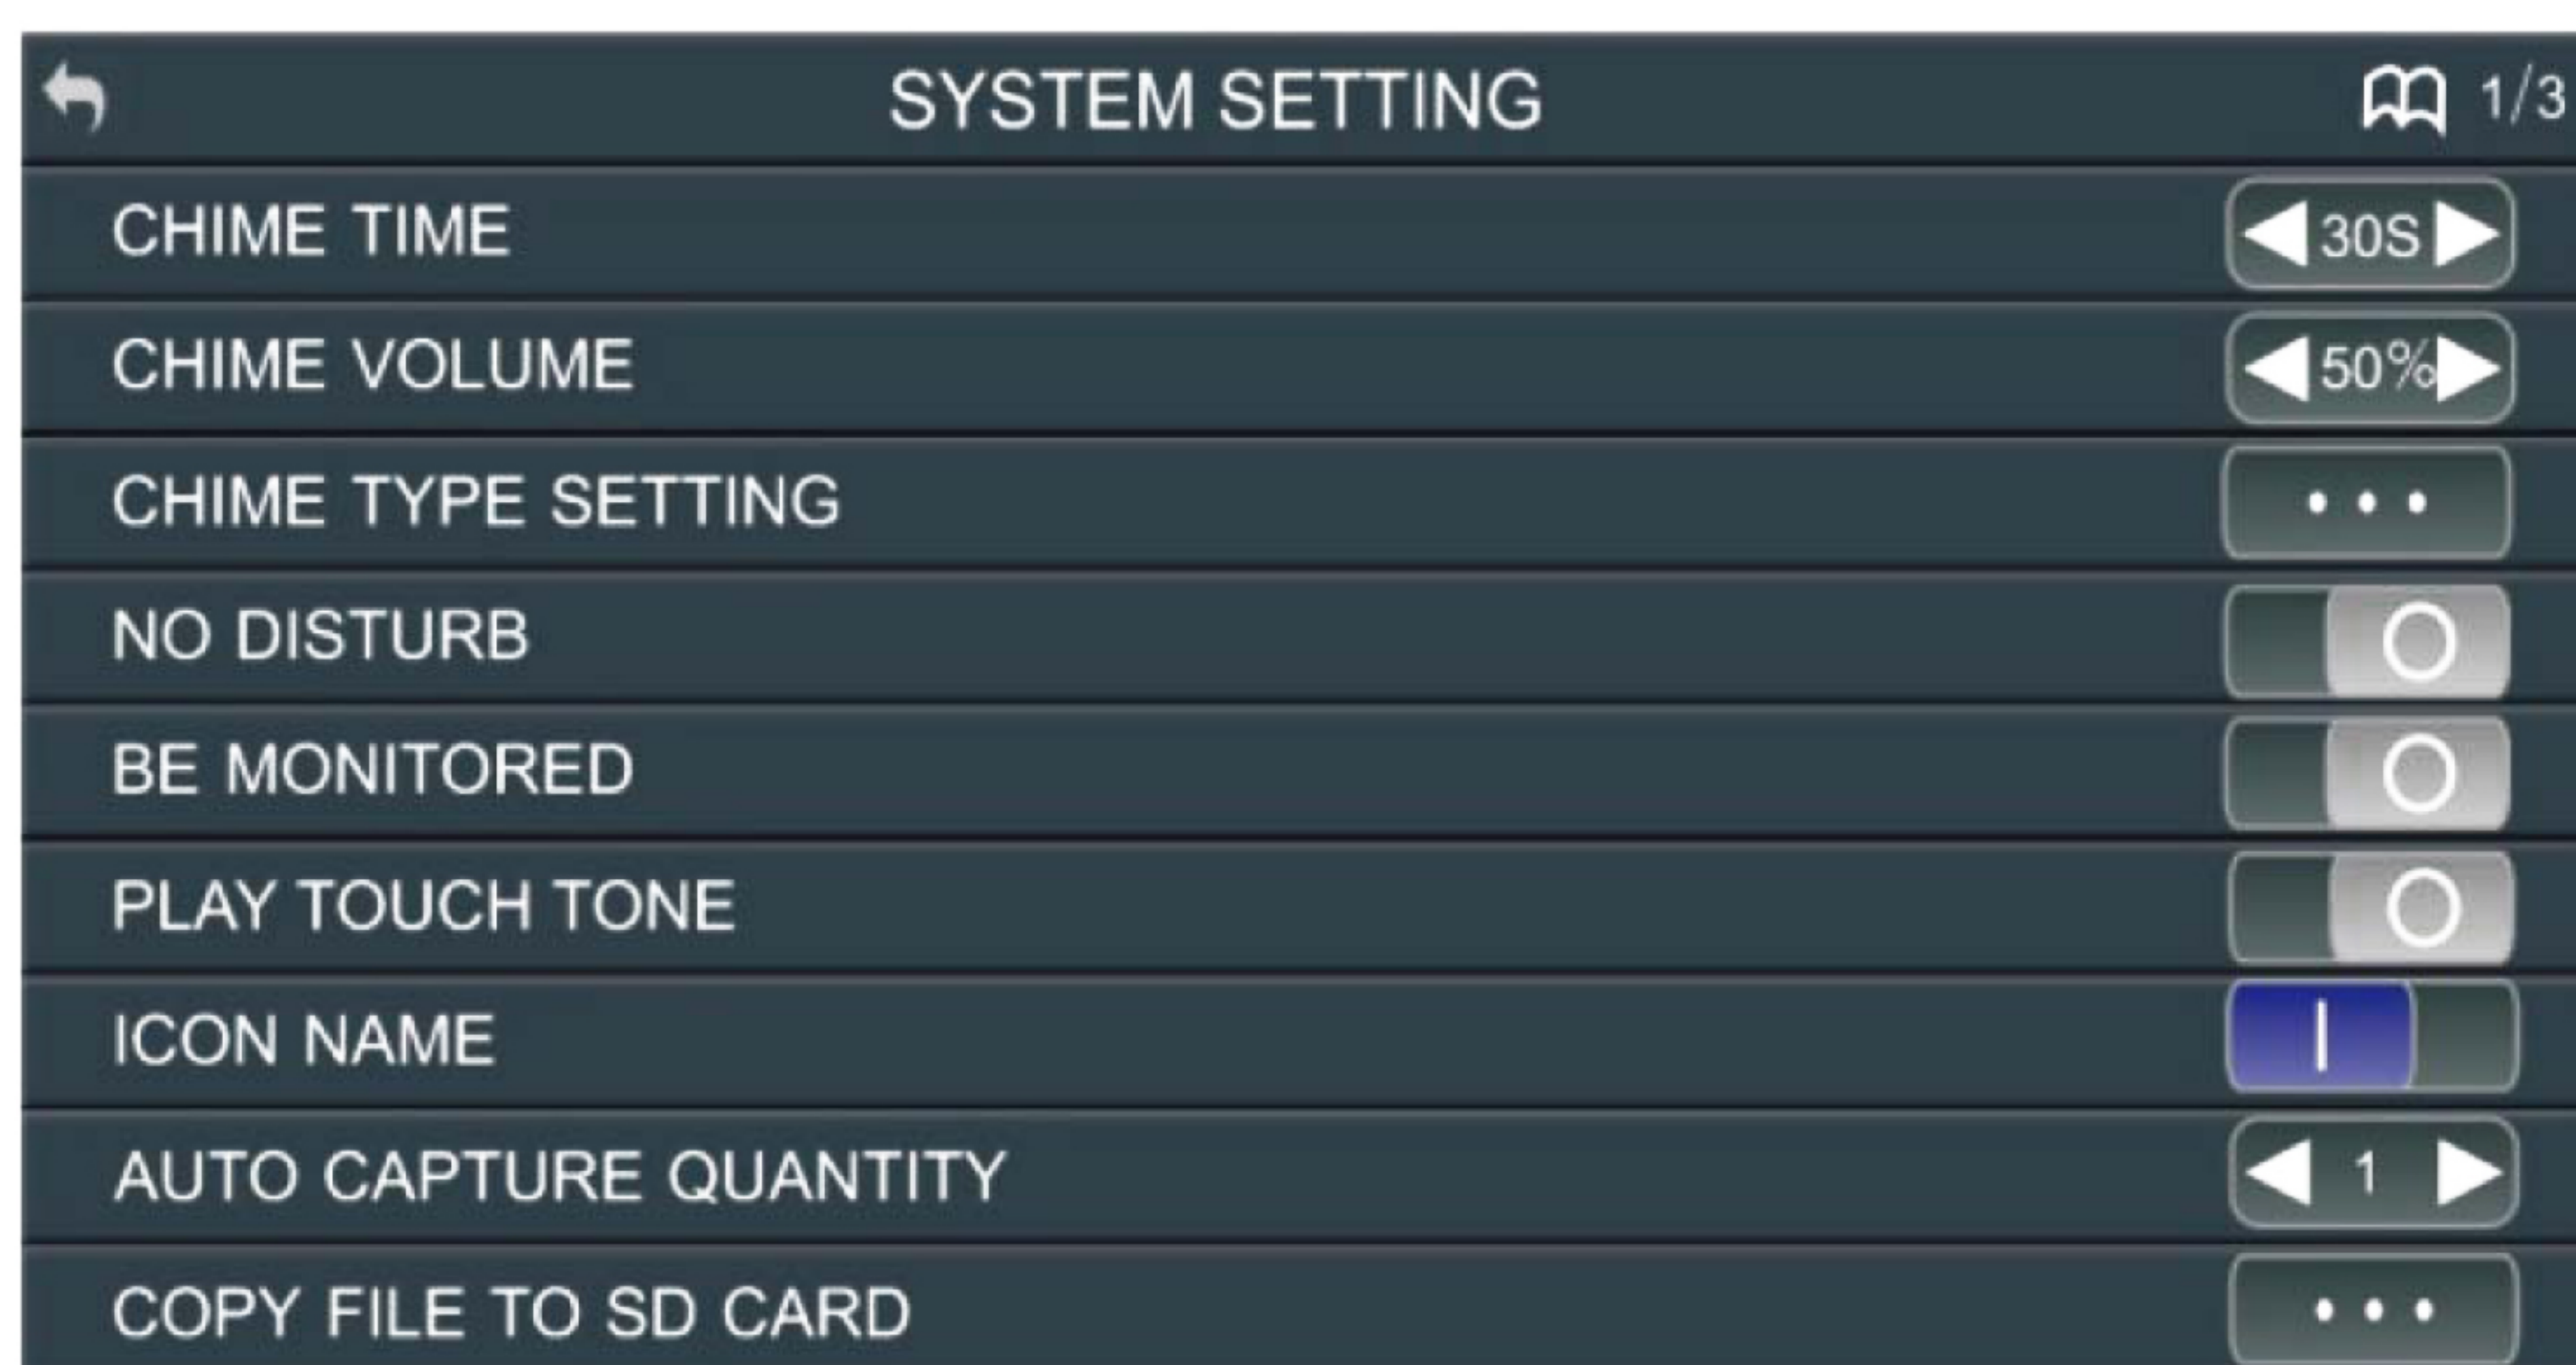 SYSTEM SETTING 1/3
CHIME TIME 30S
CHIME VOLUME 50%
CHIME TYPE SETTING
NO DISTURB
BE MONITORED
PLAY TOUCH TONE
ICON NAME
AUTO CAPTURE QUANTITY 1
COPY FILE TO SD CARD